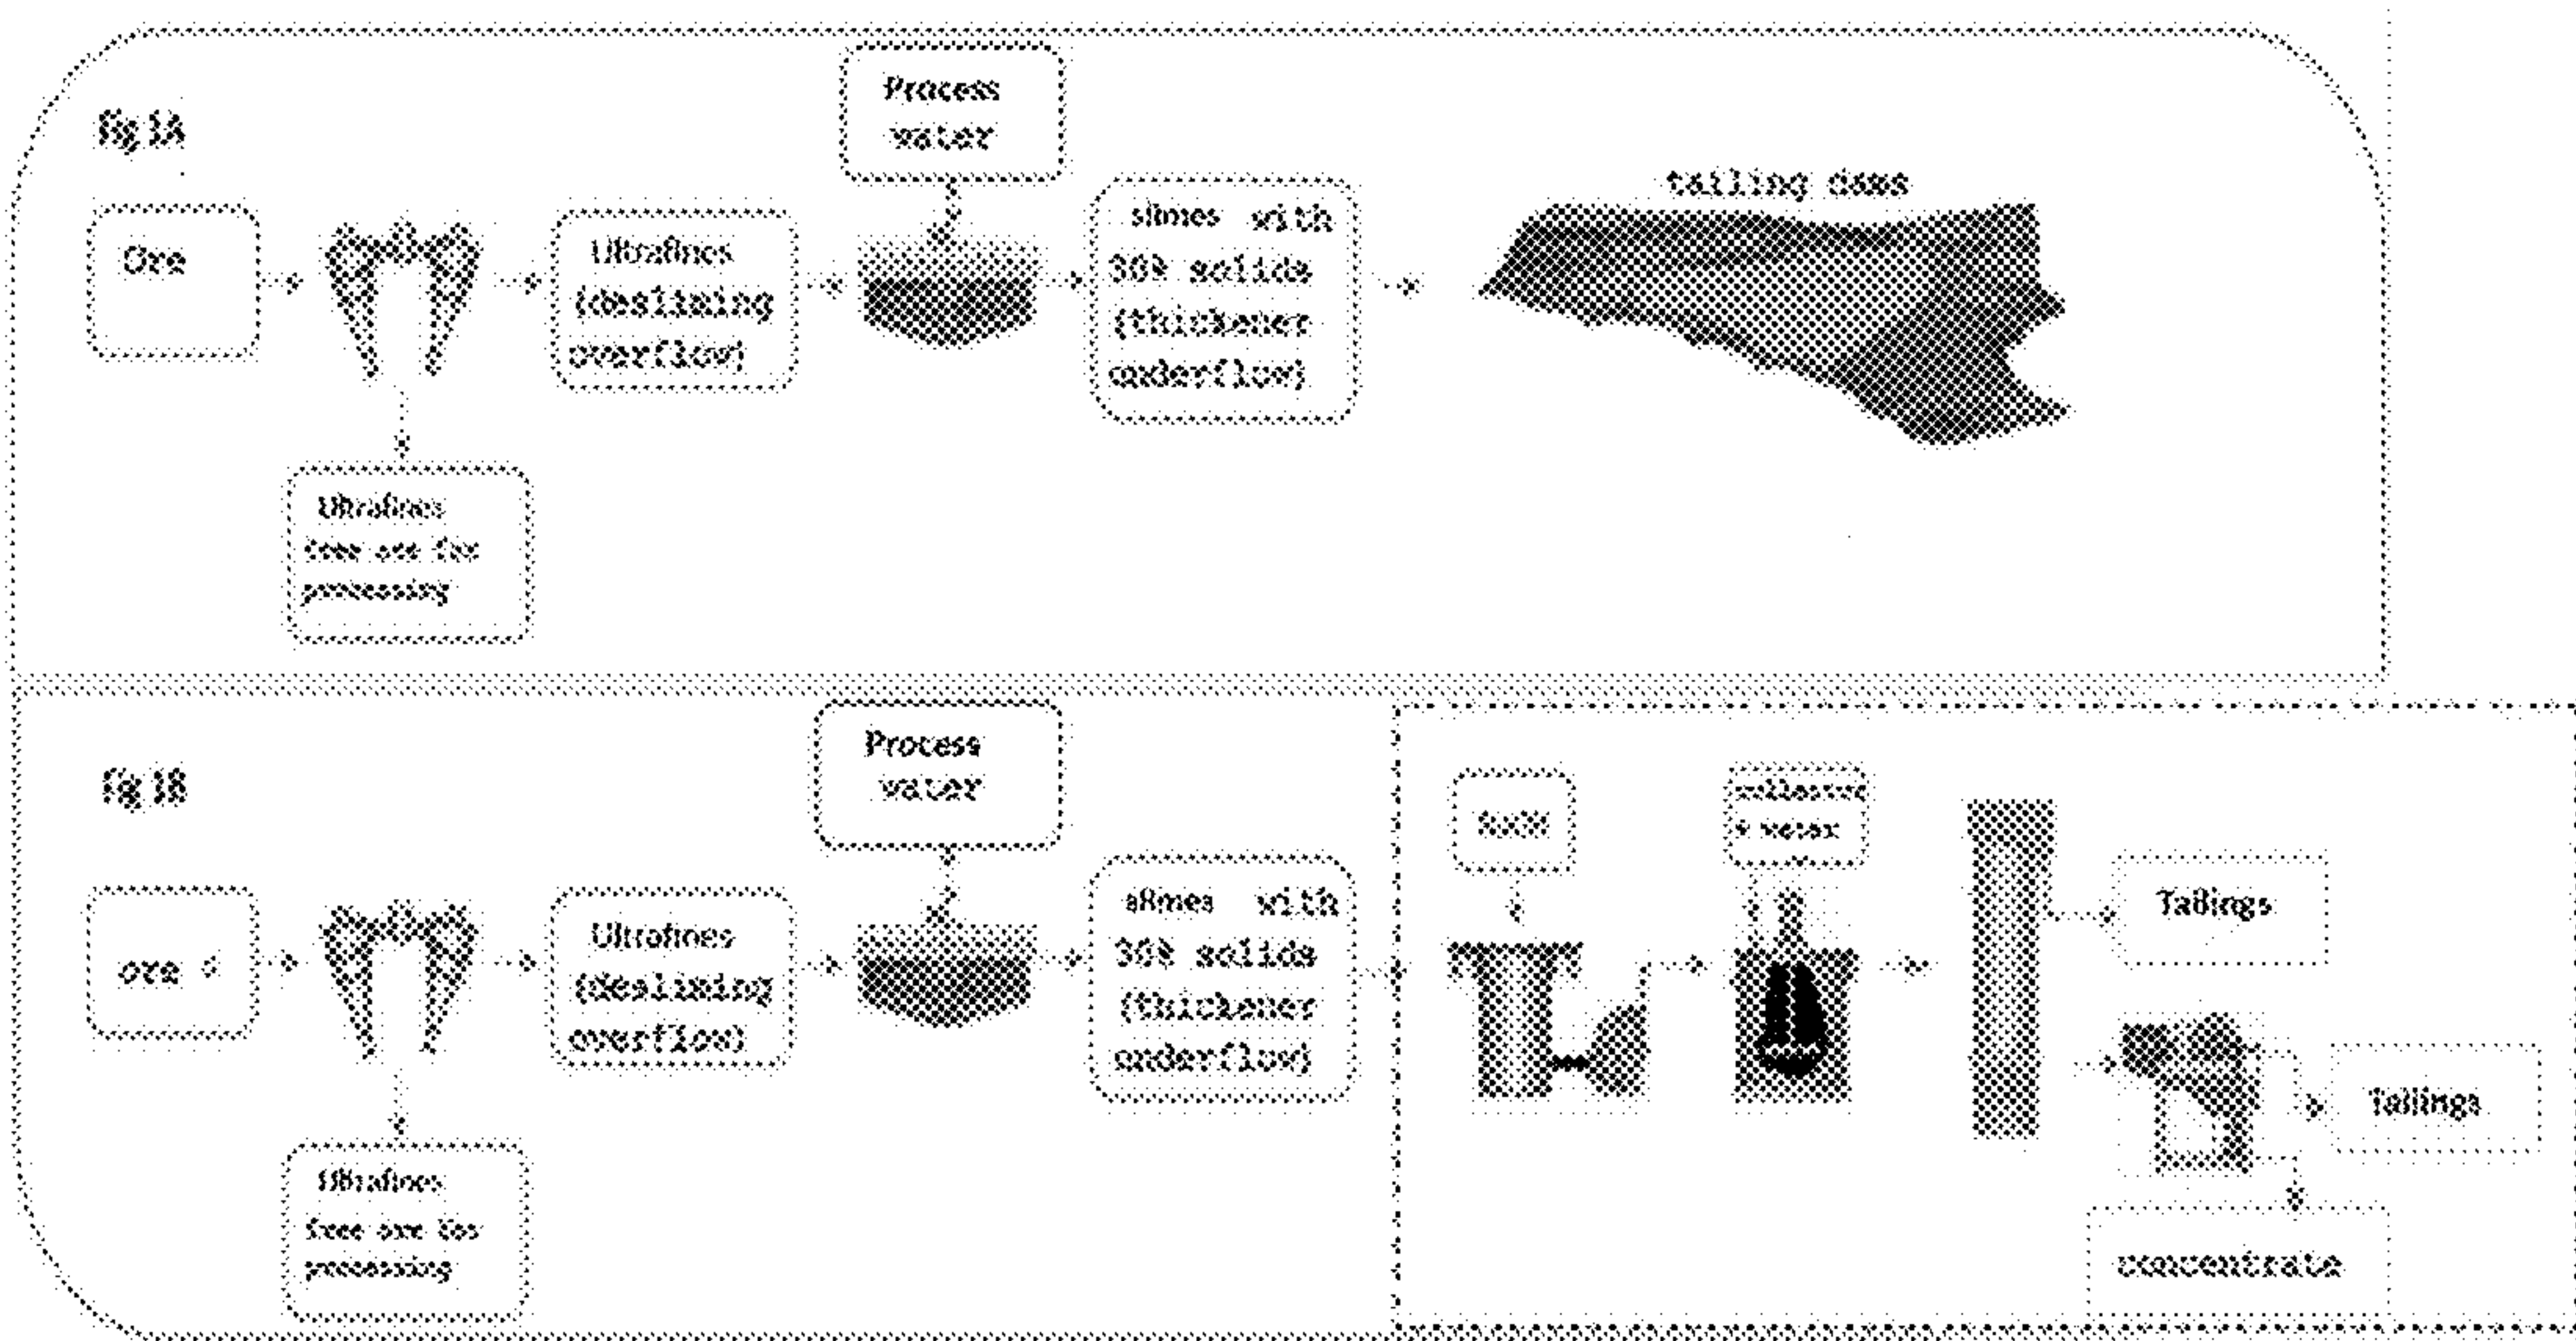 fig 1A
Process
water
tailing dams
Ore
Ultrafines
(desliming
overflow)
slimes with
30% solids
(thickener
underflow)
Ultrafines
free ore for
processing
fig 1B
Process
water
NaOH
+ water
ore
Ultrafines
(desliming
overflow)
slimes with
30% solids
(thickener
underflow)
Tailings
Tailings
Ultrafines
free ore for
processing
concentrate